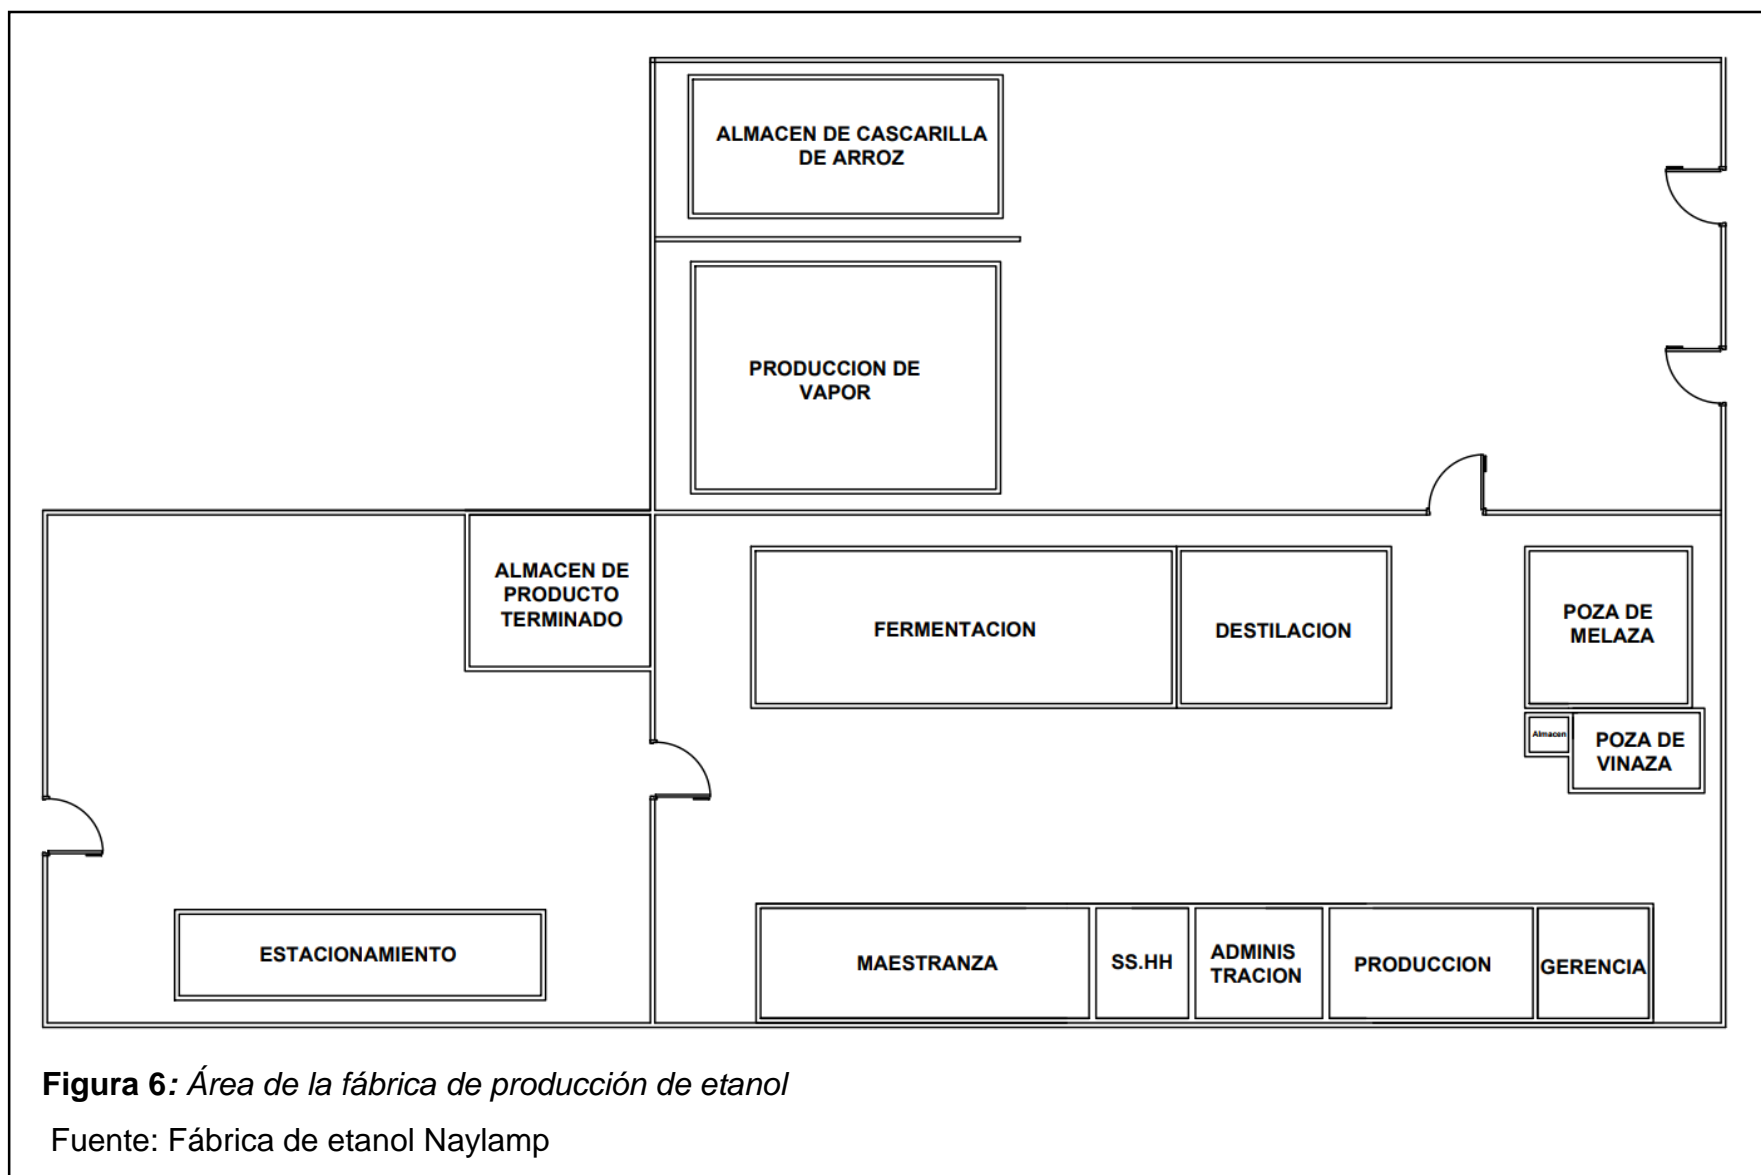 ALMACEN DE CASCARILLA
DE ARROZ
PRODUCCION DE
VAPOR
ALMACEN DE
PRODUCTO
TERMINADO
FERMENTACION
DESTILACION
POZA DE
MELAZA
Almacen
POZA DE
VINAZA
ESTACIONAMIENTO
MAESTRANZA
SS.HH
ADMINIS
TRACION
PRODUCCION
GERENCIA
Figura 6: Área de la fábrica de producción de etanol
Fuente: Fábrica de etanol Naylamp